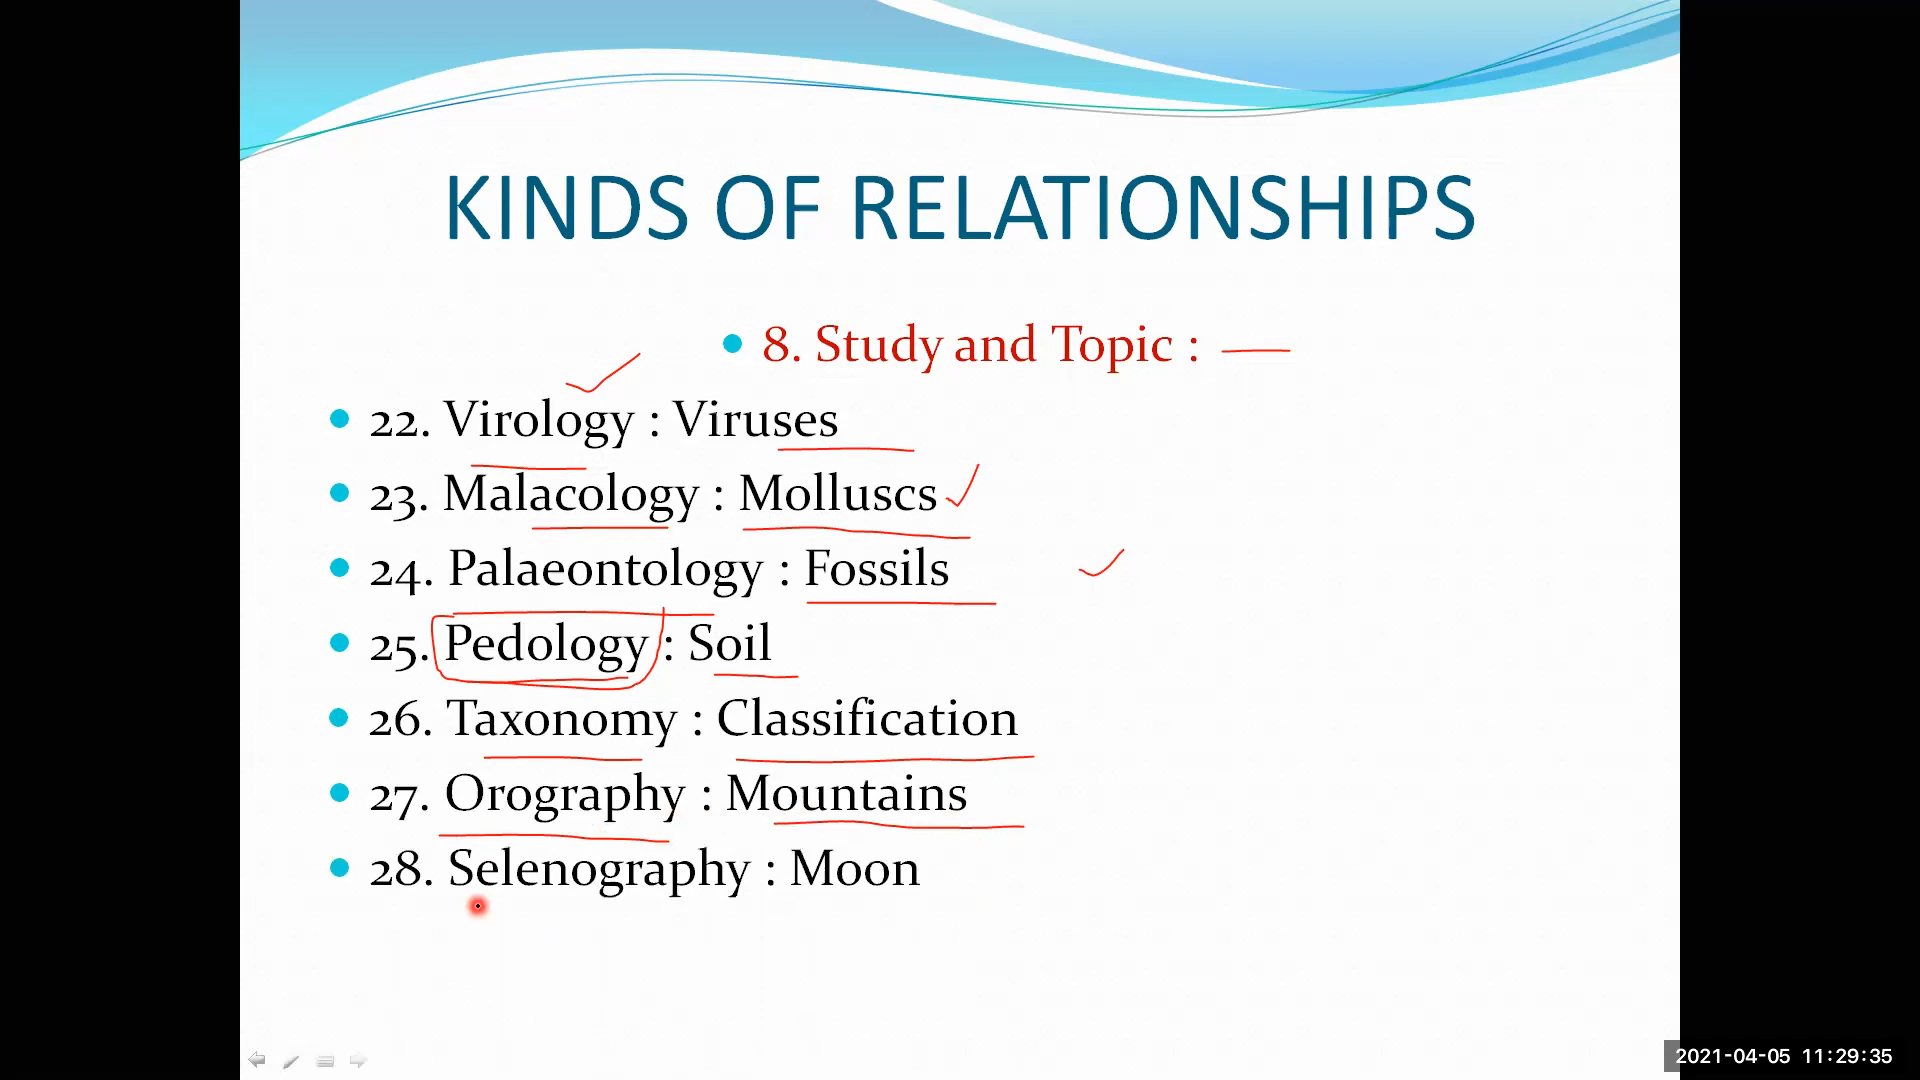 KINDS OF RELATIONSHIPS
8. Study and Topic :
22. Virology : Viruses
23. Malacology : Molluscs
24. Palaeontology : Fossils
25. Pedology : Soil
26. Taxonomy : Classification
27. Orography : Mountains
28. Selenography : Moon
2021-04-05 11:29:35